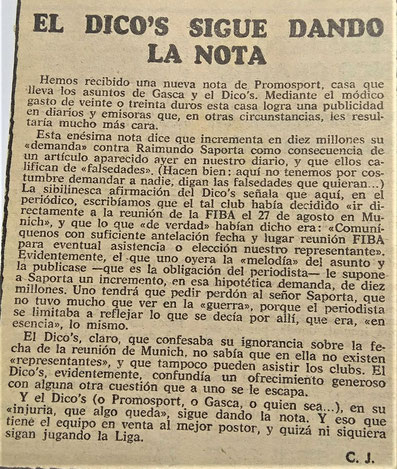 EL DICO'S SIGUE DANDO
LA NOTA
Hemos recibido una nueva nota de Promosport, casa que
lleva los asuntos de Gasca y el Dico's. Mediante el módico
gasto de veinte o treinta duros esta casa logra una publicidad
en diarios y emisoras que, en otras circunstancias, les resul-
taría mucho más cara.
Esta enésima nota dice que incrementa en diez millones su
«demanda» contra Raimundo Saporta como consecuencia de
un artículo aparecido ayer en nuestro diario, y que ellos ca-
lifican de «falsedades». (Hacen bien: aquí no tenemos por cos-
tumbre demandar a nadie, digan las falsedades que quieran...)
La sibilinesca afirmación del Dico's señala que aquí, en el
periódico, escribíamos que el tal club había decidido «ir di-
rectamente a la reunión de la FIBA el 27 de agosto en Mu-
nich», y que lo que «de verdad» habían dicho era: «Comuni-
quenos con suficiente antelación fecha y lugar reunión FIBA
para eventual asistencia o elección nuestro representante».
Evidentemente, el que uno oyera la «melodía» del asunto y
la publicase —que es la obligación del periodista— le supone
a Saporta un incremento, en esa hipotética demanda, de diez
millones. Uno tendrá que pedir perdón al señor Saporta, que
no tuvo mucho que ver en la «guerra», porque el periodista
se limitaba a reflejar lo que se decía por allí, que era, «en
esencia», lo mismo.
El Dico's, claro, que confesaba su ignorancia sobre la fe-
cha de la reunión de Munich, no sabía que en ella no existen
«representantes», y que tampoco pueden asistir los clubs. El
Dico's, evidentemente, confundía un ofrecimiento generoso
con alguna otra cuestión que a uno se le escapa.
Y el Dico's (o Promosport, o Gasca, o quien sea...), en su
«injuria, que algo queda», sigue dando la nota. Y eso que
tiene el equipo en venta al mejor postor, y quizá ni siquiera
sigan jugando la Liga.
C. J.